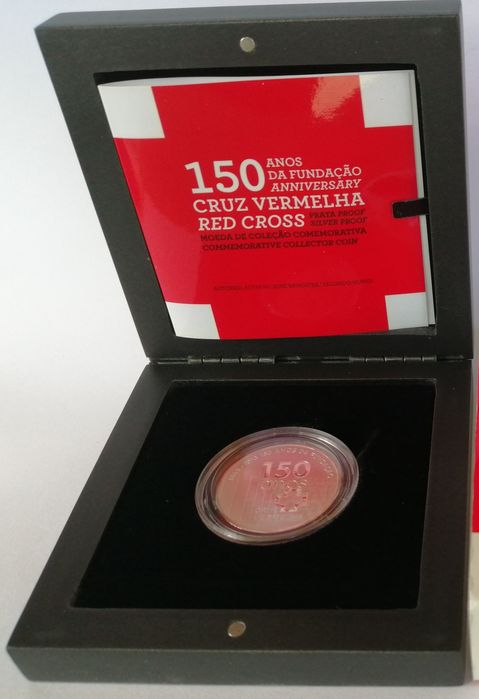 150 ANOS
DA FUNDAÇÃO
ANNIVERSARY
CRUZ VERMELHA
RED CROSS PRATA PROOF
SILVER PROOF
MOEDA DE COLEÇÃO COMEMORATIVA
COMMEMORATIVE COLLECTOR COIN
150
anos